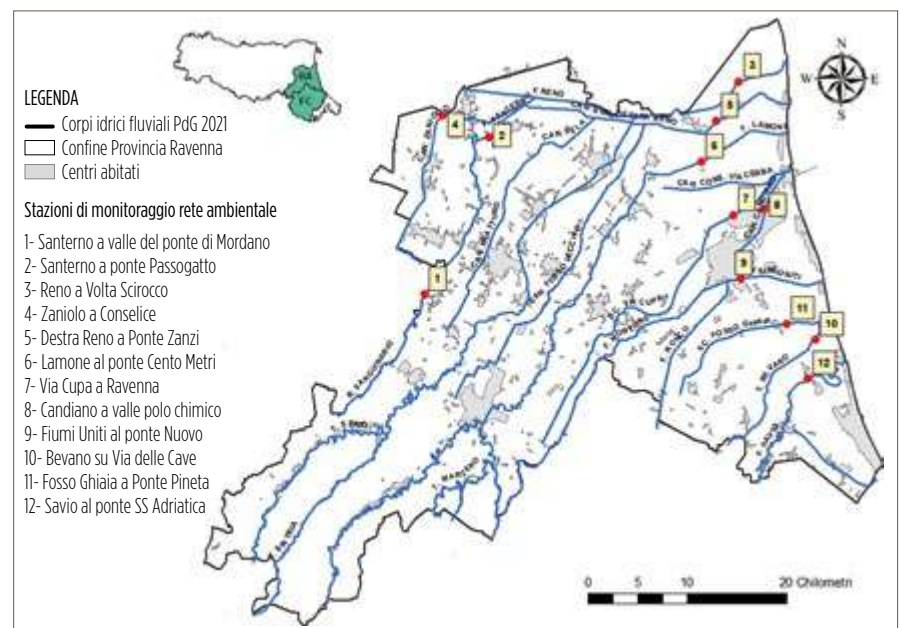 LEGENDA
Corpi idrici fluviali PdG 2021
Confine Provincia Ravenna
Centri abitati
Stazioni di monitoraggio rete ambientale
1- Santerno a valle del ponte di Mordano
2- Santerno a ponte Passogatto
3- Reno a Volta Scirocco
4- Zaniolo a Conselice
5- Destra Reno a Ponte Zanzi
6- Lamone al ponte Cento Metri
7- Via Cupa a Ravenna
8- Candiano a valle polo chimico
9- Fiumi Uniti al ponte Nuovo
10- Bevano su Via delle Cave
11- Fosso Ghiaia a Ponte Pineta
12- Savio al ponte SS Adriatica
RA
FC
N
W
E
S
F. RENO
F. LAMONE
3
5
4
2
6
7
8
9
1
11
10
12
0 5 10 20 Chilometri